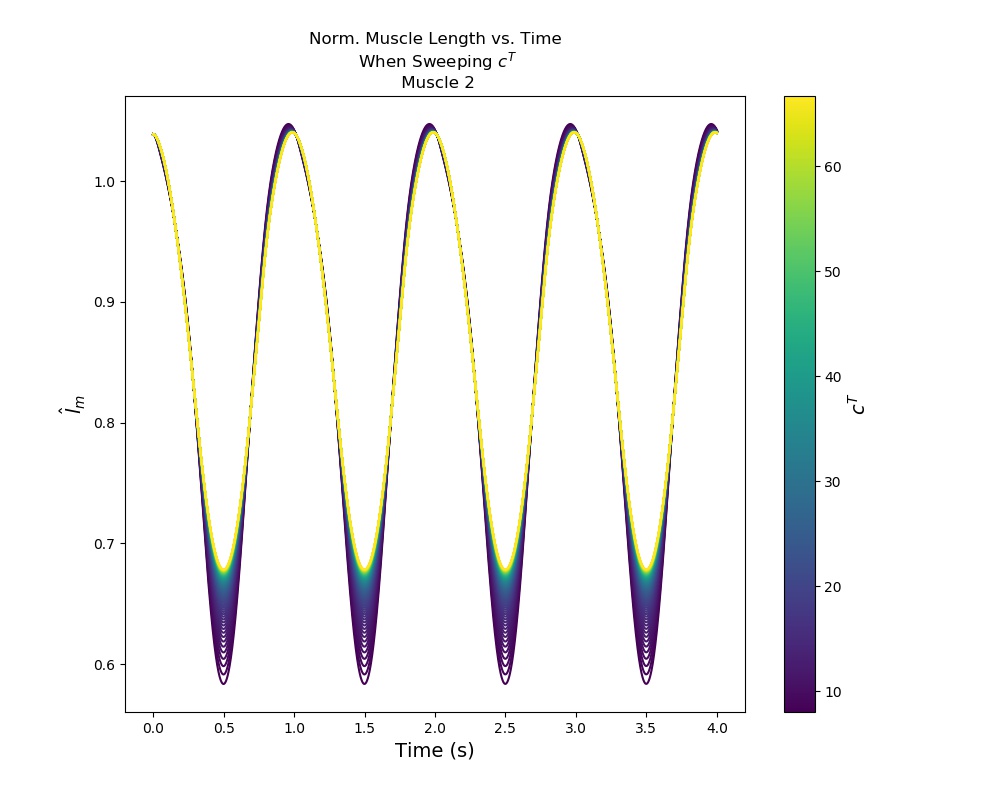 Norm. Muscle Length vs. Time
When Sweeping c^T
Muscle 2
1.0
0.9
0.8
0.7
0.6
l̂_m
0.0 0.5 1.0 1.5 2.0 2.5 3.0 3.5 4.0
Time (s)
60
50
40
30
20
10
c^T